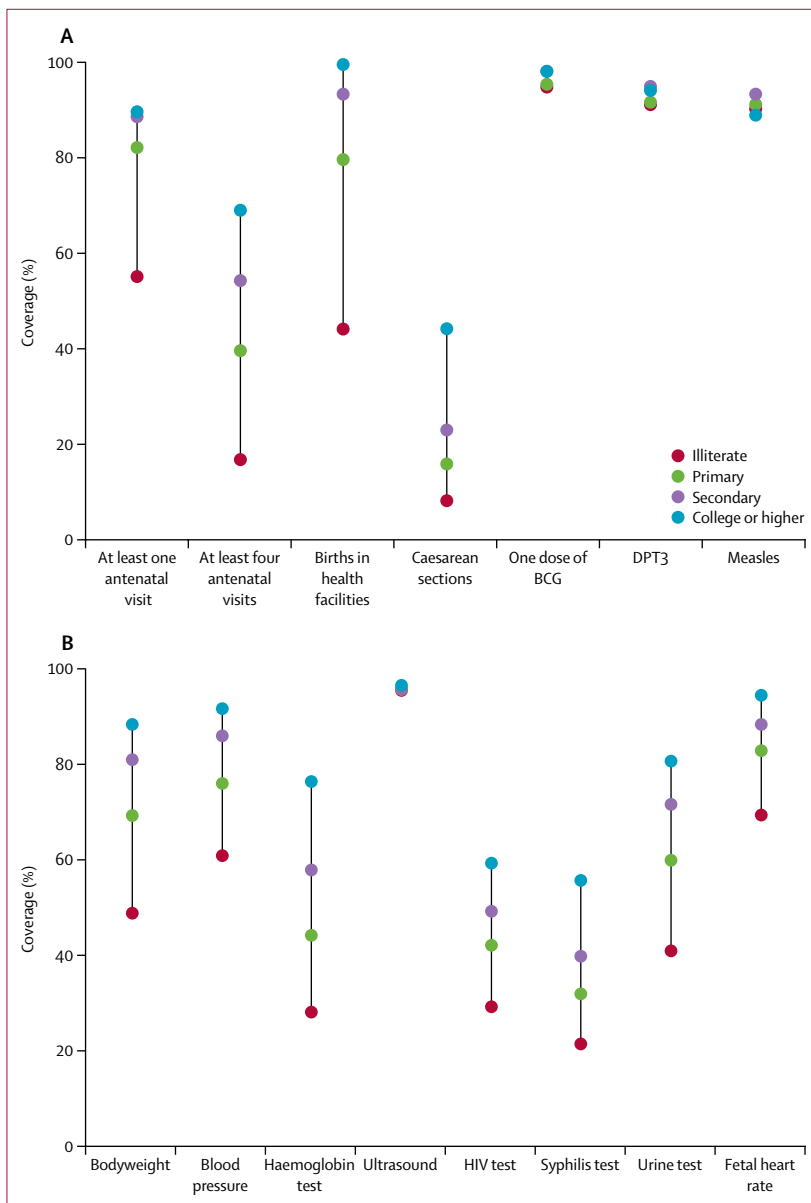 A
100
80
60
40
20
0
Coverage (%)
Illiterate
Primary
Secondary
College or higher
At least one
antenatal
visit
At least four
antenatal
visits
Births in
health
facilities
Caesarean
sections
One dose of
BCG
DPT3
Measles
B
100
80
60
40
20
0
Coverage (%)
Bodyweight
Blood
pressure
Haemoglobin
test
Ultrasound
HIV test
Syphilis test
Urine test
Fetal heart
rate